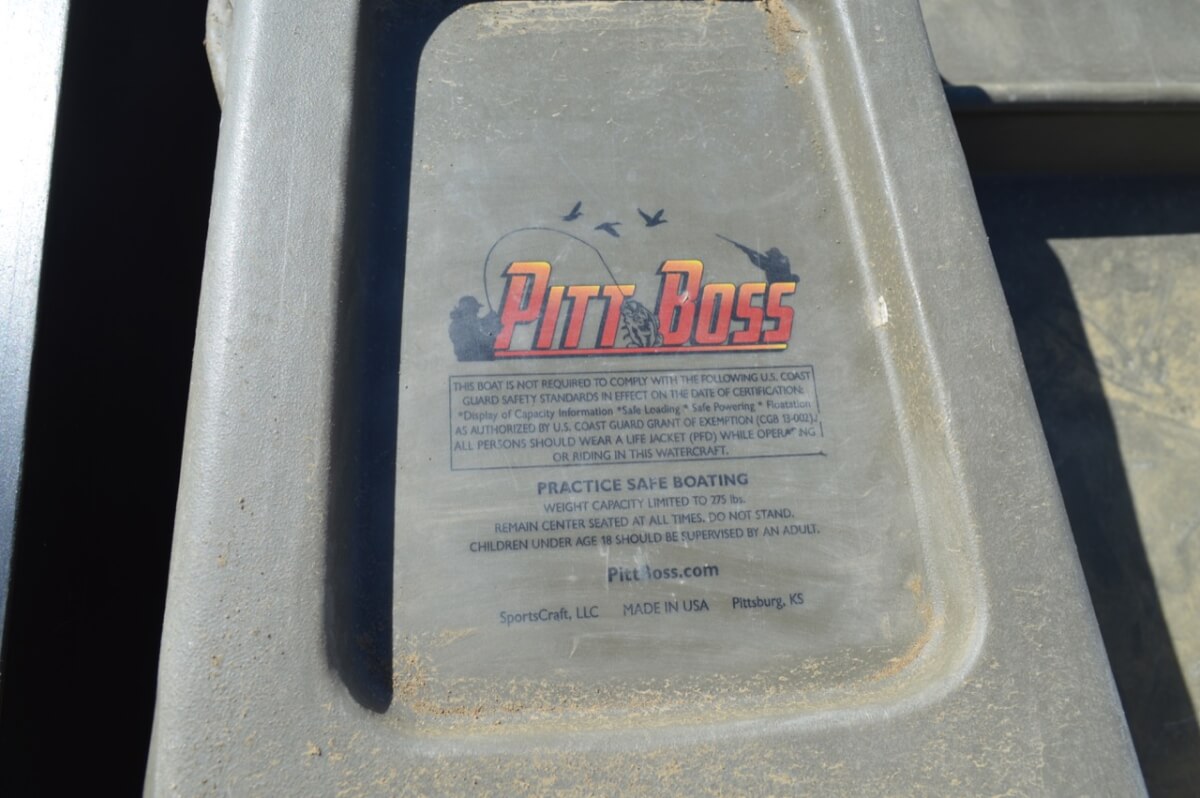 PITT BOSS
THIS BOAT IS NOT REQUIRED TO COMPLY WITH THE FOLLOWING U.S. COAST
GUARD SAFETY STANDARDS IN EFFECT ON THE DATE OF CERTIFICATION:
*Display of Capacity Information *Safe Loading * Safe Powering * Floatation
AS AUTHORIZED BY U.S. COAST GUARD GRANT OF EXEMPTION (CGB 13-002).
ALL PERSONS SHOULD WEAR A LIFE JACKET (PFD) WHILE OPERATING
OR RIDING IN THIS WATERCRAFT.
PRACTICE SAFE BOATING
WEIGHT CAPACITY LIMITED TO 275 lbs.
REMAIN CENTER SEATED AT ALL TIMES. DO NOT STAND.
CHILDREN UNDER AGE 18 SHOULD BE SUPERVISED BY AN ADULT.
PittBoss.com
SportsCraft, LLC MADE IN USA Pittsburg, KS